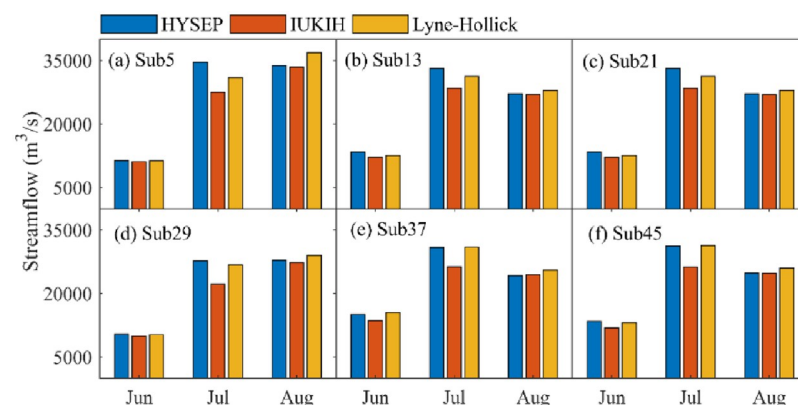 HYSEP IUKIH Lyne-Hollick
35000 (a) Sub5 (b) Sub13 (c) Sub21
20000
5000
Streamflow (m³/s)
35000 (d) Sub29 (e) Sub37 (f) Sub45
20000
5000
Jun Jul Aug Jun Jul Aug Jun Jul Aug